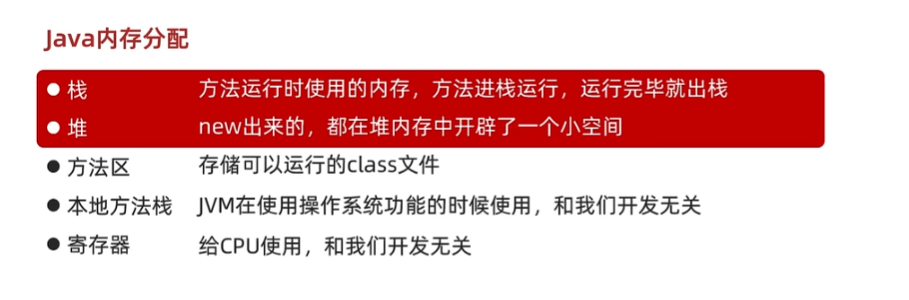 Java内存分配
● 栈 方法运行时使用的内存，方法进栈运行，运行完毕就出栈
● 堆 new出来的，都在堆内存中开辟了一个小空间
● 方法区 存储可以运行的class文件
● 本地方法栈 JVM在使用操作系统功能的时候使用，和我们开发无关
● 寄存器 给CPU使用，和我们开发无关